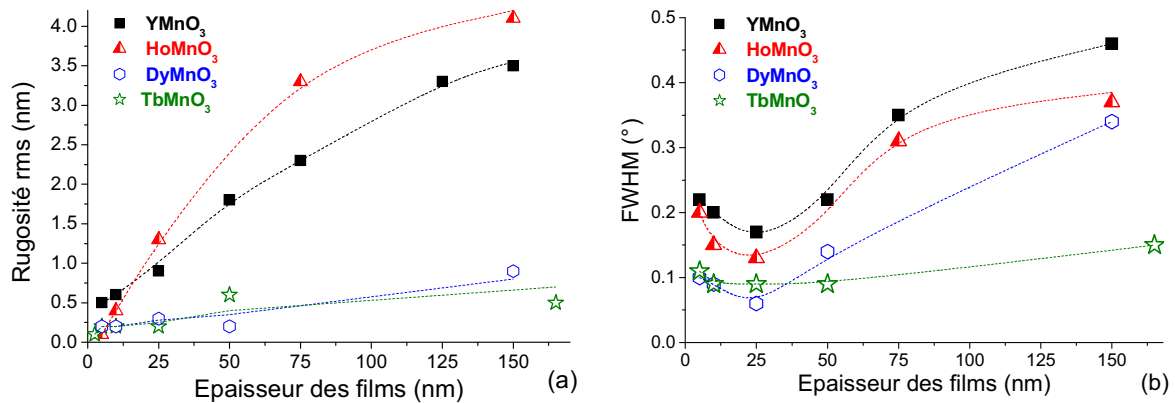 4.0
3.5
3.0
2.5
2.0
1.5
1.0
0.5
0.0
Rugosité rms (nm)
YMnO3
HoMnO3
DyMnO3
TbMnO3
0 25 50 75 100 125 150
Epaisseur des films (nm)
(a)
0.5
0.4
0.3
0.2
0.1
0.0
FWHM (°)
YMnO3
HoMnO3
DyMnO3
TbMnO3
0 25 50 75 100 125 150
Epaisseur des films (nm)
(b)